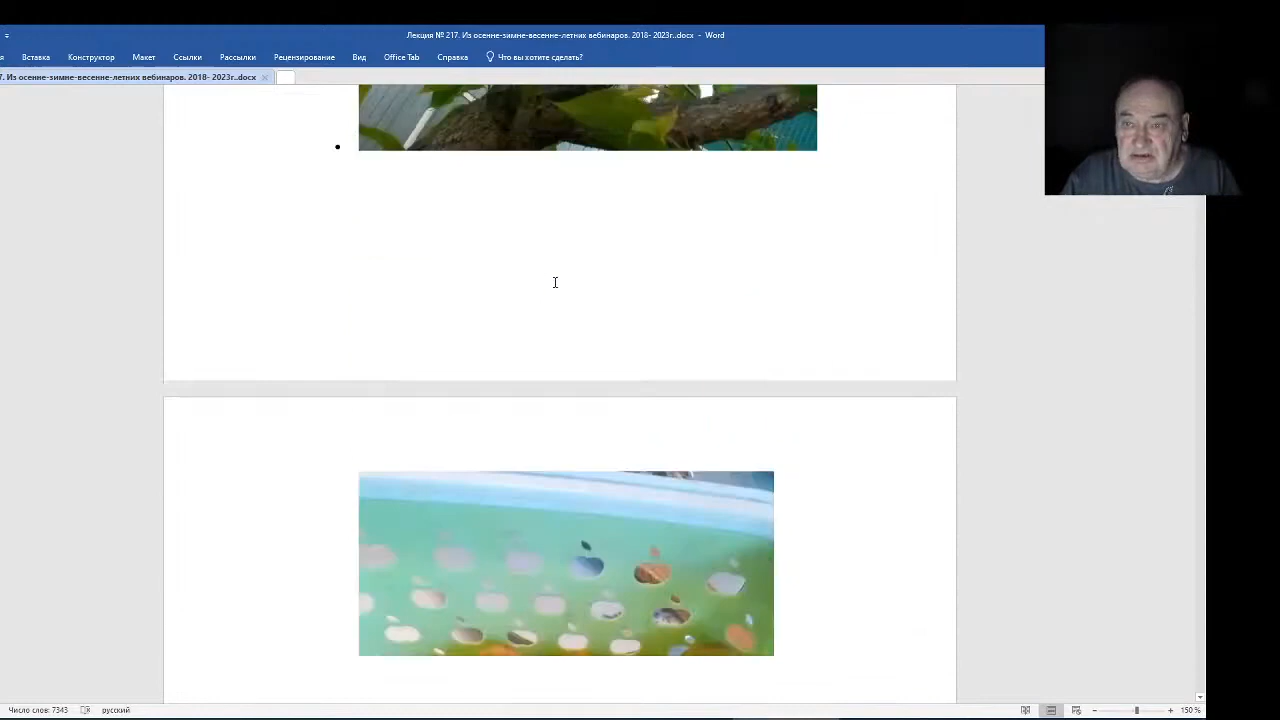 Лекция № 217. Из осенне-зимне-весенне-летних вебинаров. 2018- 2023г..docx - Word
я Вставка Конструктор Макет Ссылки Рассылки Рецензирование Вид Office Tab Справка Что вы хотите сделать?
7. Из осенне-зимне-весенне-летних вебинаров. 2018- 2023г..docx
Число слов: 7343 русский 150 %